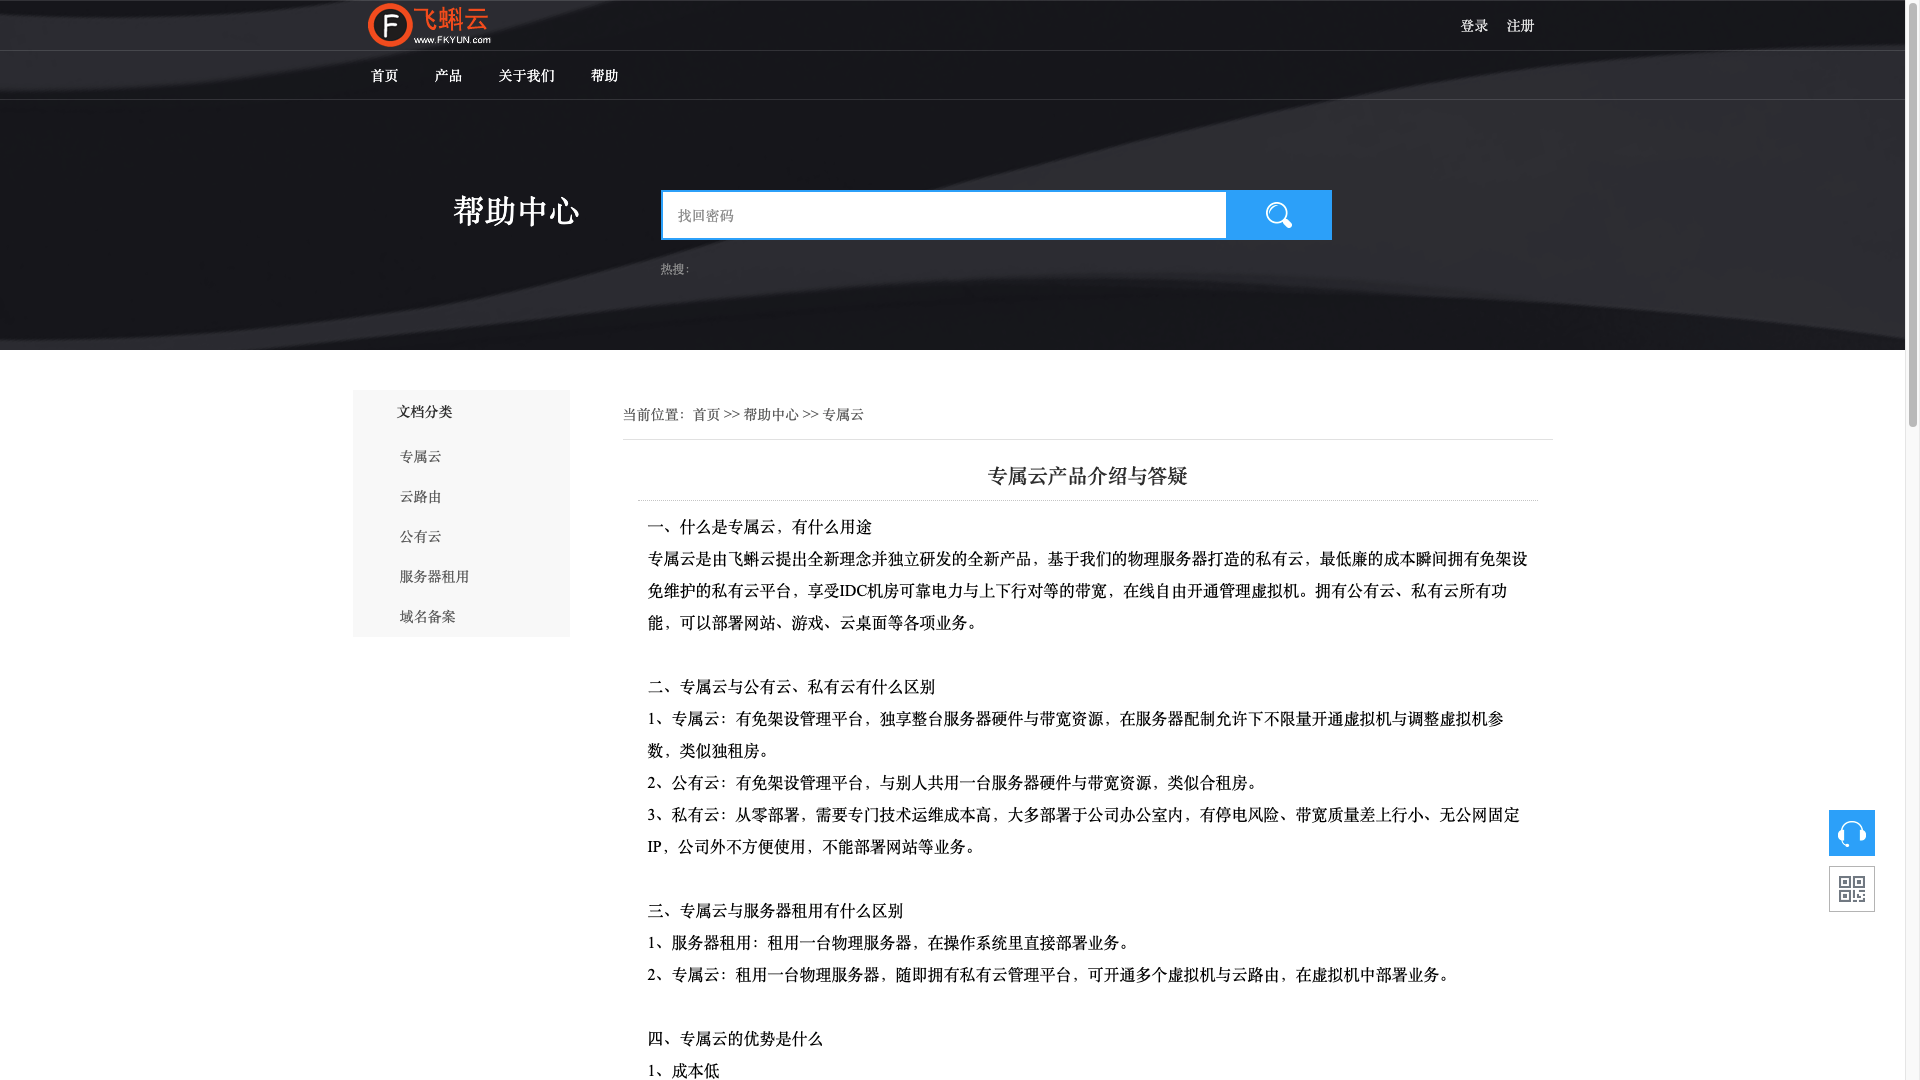 飞蝌云
www.FKYUN.com
登录 注册
首页 产品 关于我们 帮助
帮助中心
找回密码
热搜：
文档分类
专属云
云路由
公有云
服务器租用
域名备案
当前位置：首页 >> 帮助中心 >> 专属云
专属云产品介绍与答疑
一、什么是专属云，有什么用途
专属云是由飞蝌云提出全新理念并独立研发的全新产品，基于我们的物理服务器打造的私有云，最低廉的成本瞬间拥有免架设
免维护的私有云平台，享受IDC机房可靠电力与上下行对等的带宽，在线自由开通管理虚拟机。拥有公有云、私有云所有功
能，可以部署网站、游戏、云桌面等各项业务。
二、专属云与公有云、私有云有什么区别
1、专属云：有免架设管理平台，独享整台服务器硬件与带宽资源，在服务器配制允许下不限量开通虚拟机与调整虚拟机参
数，类似独租房。
2、公有云：有免架设管理平台，与别人共用一台服务器硬件与带宽资源，类似合租房。
3、私有云：从零部署，需要专门技术运维成本高，大多部署于公司办公室内，有停电风险、带宽质量差上行小、无公网固定
IP，公司外不方便使用，不能部署网站等业务。
三、专属云与服务器租用有什么区别
1、服务器租用：租用一台物理服务器，在操作系统里直接部署业务。
2、专属云：租用一台物理服务器，随即拥有私有云管理平台，可开通多个虚拟机与云路由，在虚拟机中部署业务。
四、专属云的优势是什么
1、成本低